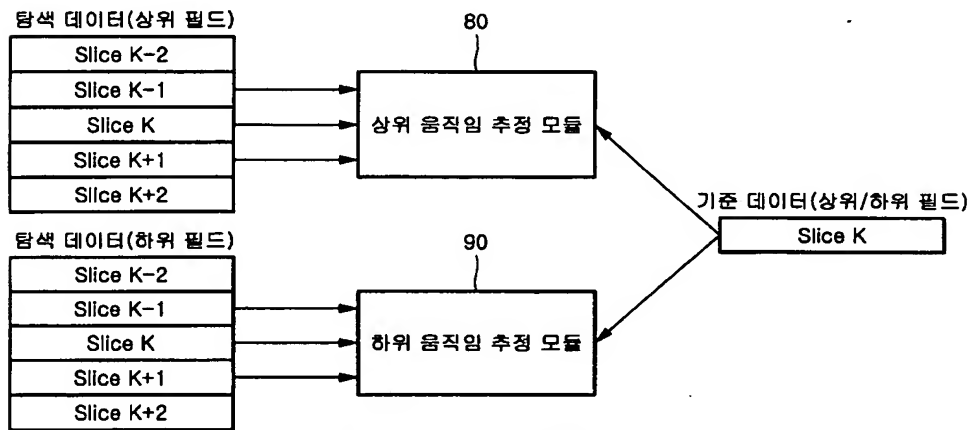 탐색 데이터(상위 필드)
Slice K-2
Slice K-1
Slice K
Slice K+1
Slice K+2
80
상위 움직임 추정 모듈
기준 데이터(상위/하위 필드)
Slice K
탐색 데이터(하위 필드)
Slice K-2
Slice K-1
Slice K
Slice K+1
Slice K+2
90
하위 움직임 추정 모듈